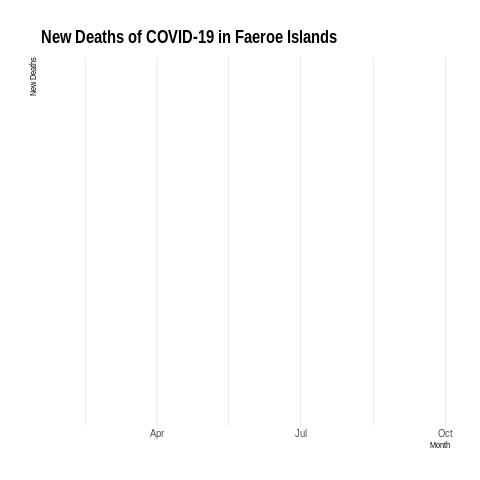 New Deaths of COVID-19 in Faeroe Islands
New Deaths
Apr
Jul
Oct
Month